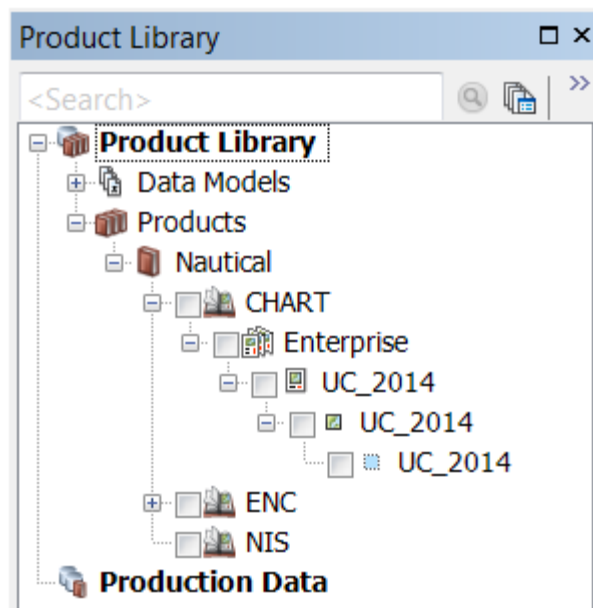 Product Library
<Search>
Product Library
Data Models
Products
Nautical
CHART
Enterprise
UC_2014
UC_2014
UC_2014
ENC
NIS
Production Data